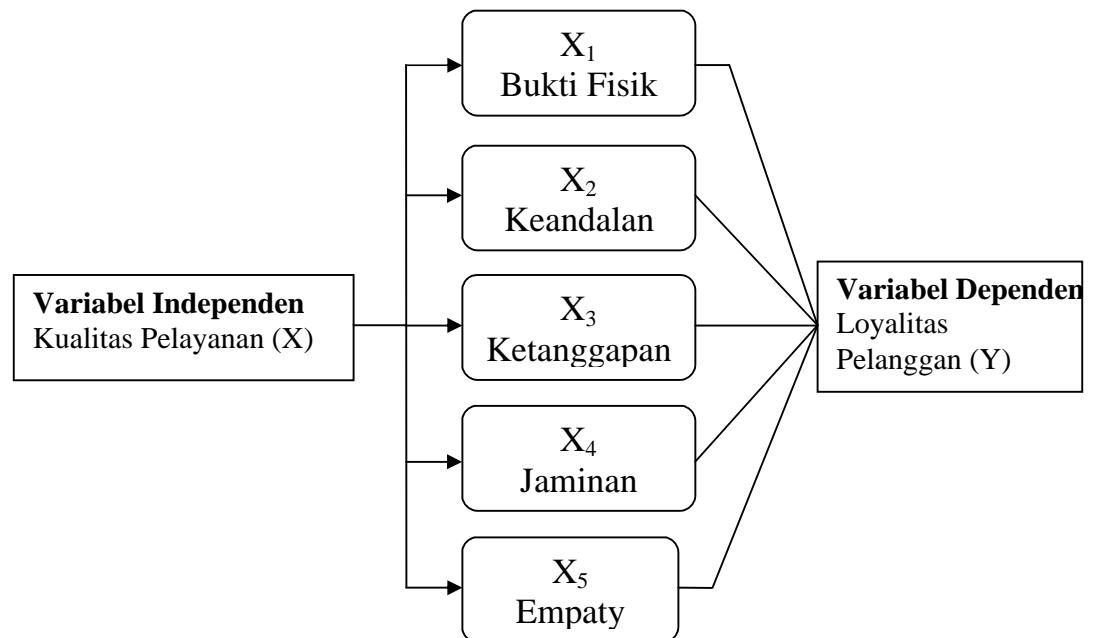 X₁
Bukti Fisik
X₂
Keandalan
Variabel Independen
Kualitas Pelayanan (X)
X₃
Ketanggapan
Variabel Dependen
Loyalitas
Pelanggan (Y)
X₄
Jaminan
X₅
Empaty